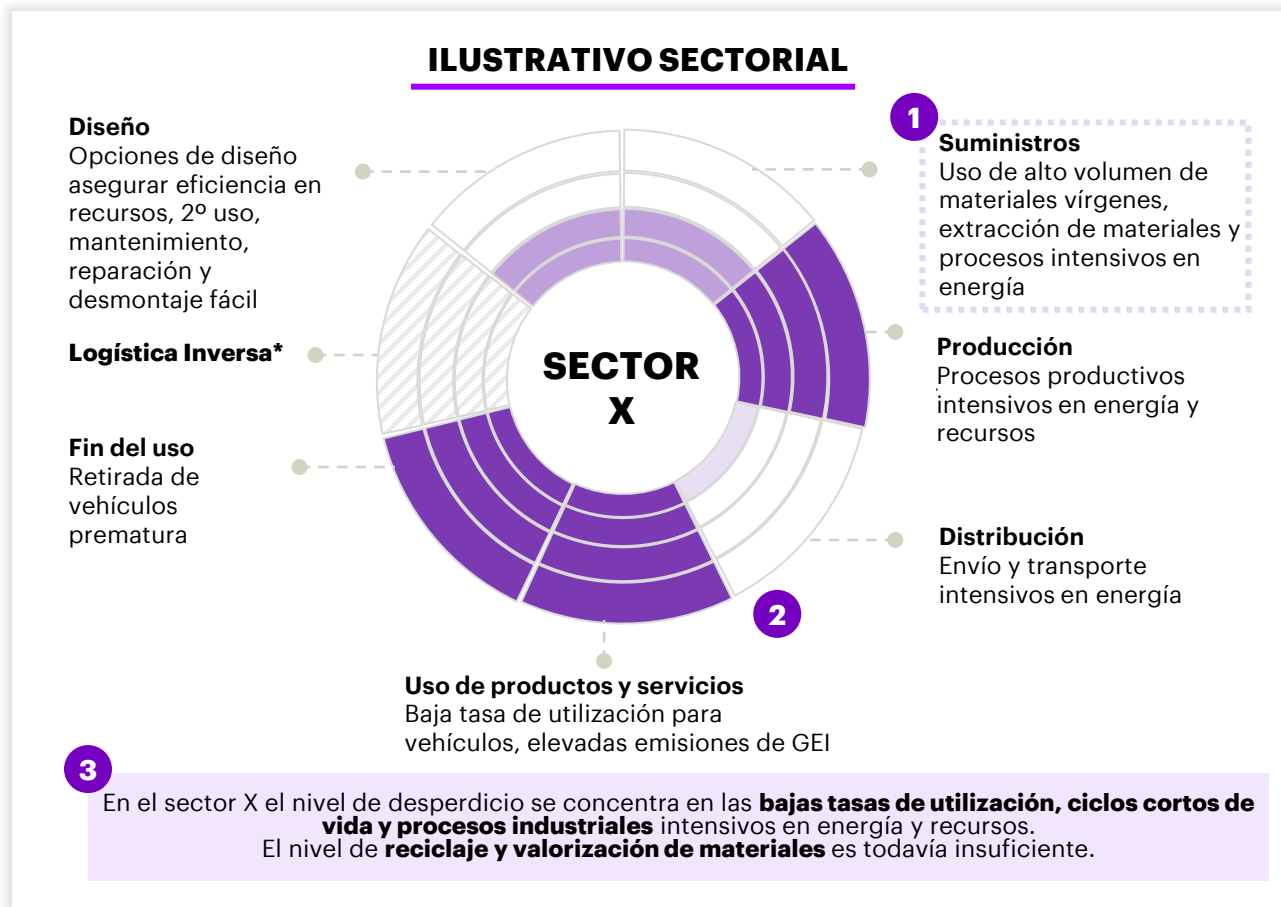 ILUSTRATIVO SECTORIAL
Diseño
Opciones de diseño
asegurar eficiencia en
recursos, 2º uso,
mantenimiento,
reparación y
desmontaje fácil
Logística Inversa*
Fin del uso
Retirada de
vehículos
prematura
SECTOR
X
1
Suministros
Uso de alto volumen de
materiales vírgenes,
extracción de materiales y
procesos intensivos en
energía
Producción
Procesos productivos
intensivos en energía y
recursos
Distribución
Envío y transporte
intensivos en energía
2
Uso de productos y servicios
Baja tasa de utilización para
vehículos, elevadas emisiones de GEI
3
En el sector X el nivel de desperdicio se concentra en las bajas tasas de utilización, ciclos cortos de
vida y procesos industriales intensivos en energía y recursos.
El nivel de reciclaje y valorización de materiales es todavía insuficiente.